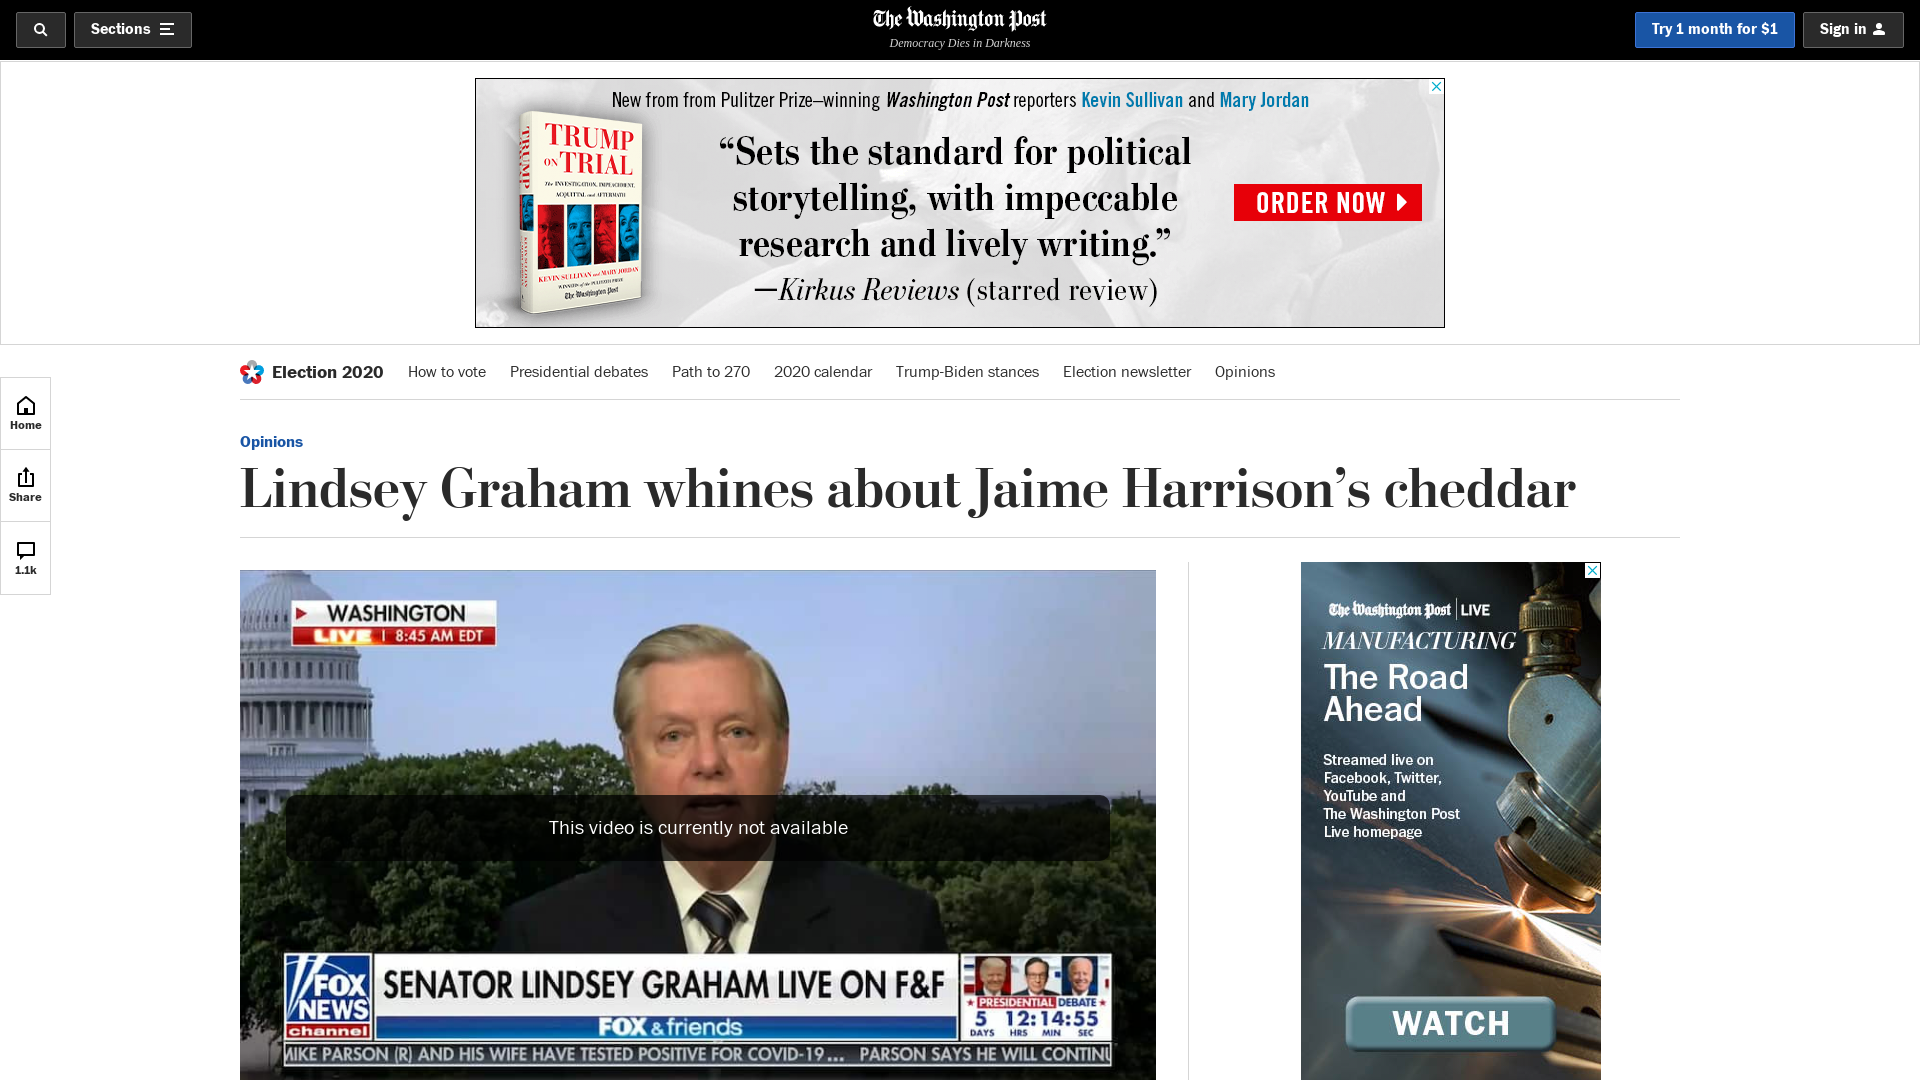 Sections
The Washington Post
Democracy Dies in Darkness
Try 1 month for $1
Sign in
New from from Pulitzer Prize–winning Washington Post reporters Kevin Sullivan and Mary Jordan
TRUMP
ON TRIAL
The INVESTIGATION, IMPEACHMENT,
ACQUITTAL and AFTERMATH
KEVIN SULLIVAN and MARY JORDAN
WINNERS of the PULITZER PRIZE
The Washington Post
TRUMP
“Sets the standard for political
storytelling, with impeccable
research and lively writing.”
—Kirkus Reviews (starred review)
ORDER NOW
Election 2020
How to vote
Presidential debates
Path to 270
2020 calendar
Trump-Biden stances
Election newsletter
Opinions
Home
Share
1.1k
Opinions
Lindsey Graham whines about Jaime Harrison’s cheddar
WASHINGTON
LIVE | 8:45 AM EDT
This video is currently not available
FOX
NEWS
channel
SENATOR LINDSEY GRAHAM LIVE ON F&F
FOX & friends
PRESIDENTIAL DEBATE
5 12:14:55
DAYS HRS MIN SEC
MIKE PARSON (R) AND HIS WIFE HAVE TESTED POSITIVE FOR COVID-19... PARSON SAYS HE WILL CONTINU
The Washington Post LIVE
MANUFACTURING
The Road
Ahead
Streamed live on
Facebook, Twitter,
YouTube and
The Washington Post
Live homepage
WATCH